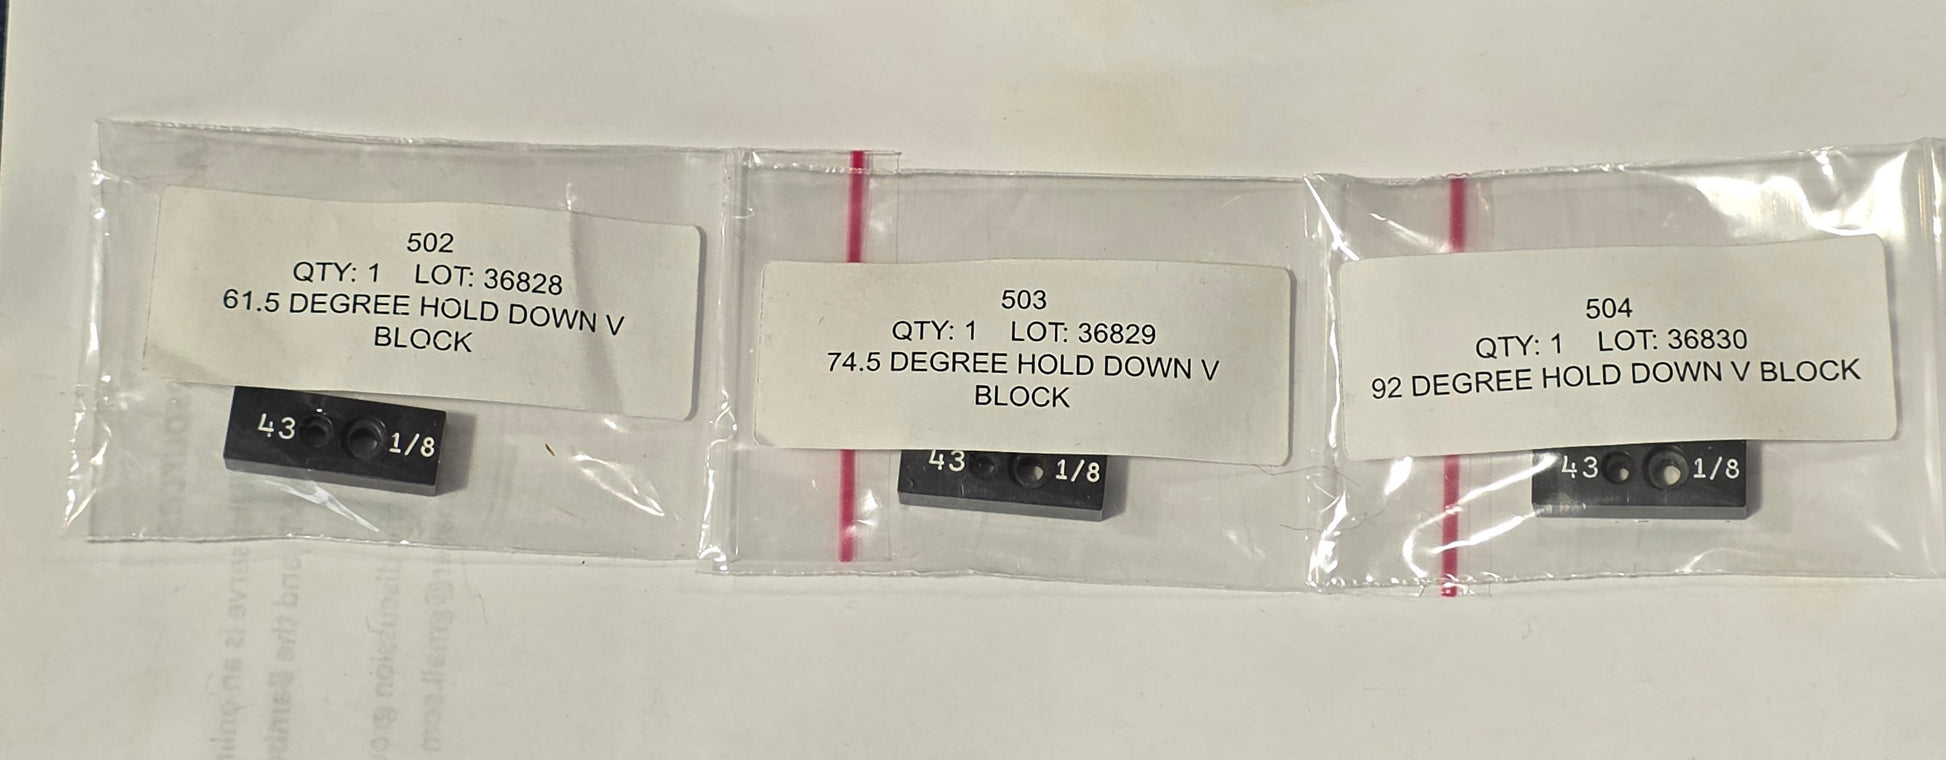 502
QTY: 1 LOT: 36828
61.5 DEGREE HOLD DOWN V
BLOCK
43 1/8
503
QTY: 1 LOT: 36829
74.5 DEGREE HOLD DOWN V
BLOCK
43 1/8
504
QTY: 1 LOT: 36830
92 DEGREE HOLD DOWN V BLOCK
43 1/8